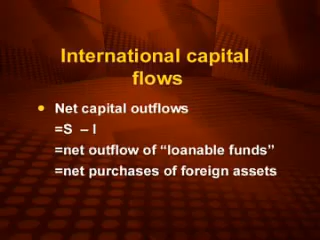 International capital
flows
• Net capital outflows
=S – I
=net outflow of “loanable funds”
=net purchases of foreign assets